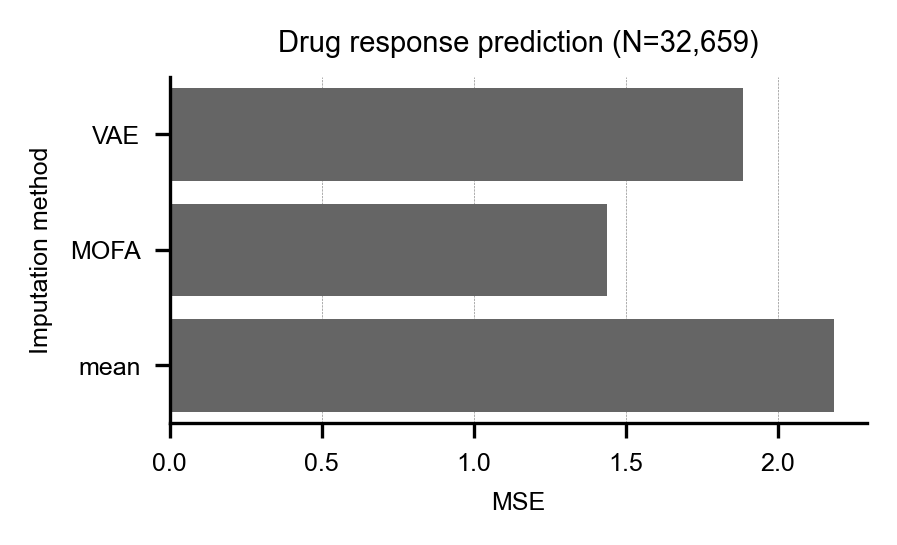 Drug response prediction (N=32,659)
Imputation method
VAE
MOFA
mean
0.0 0.5 1.0 1.5 2.0
MSE